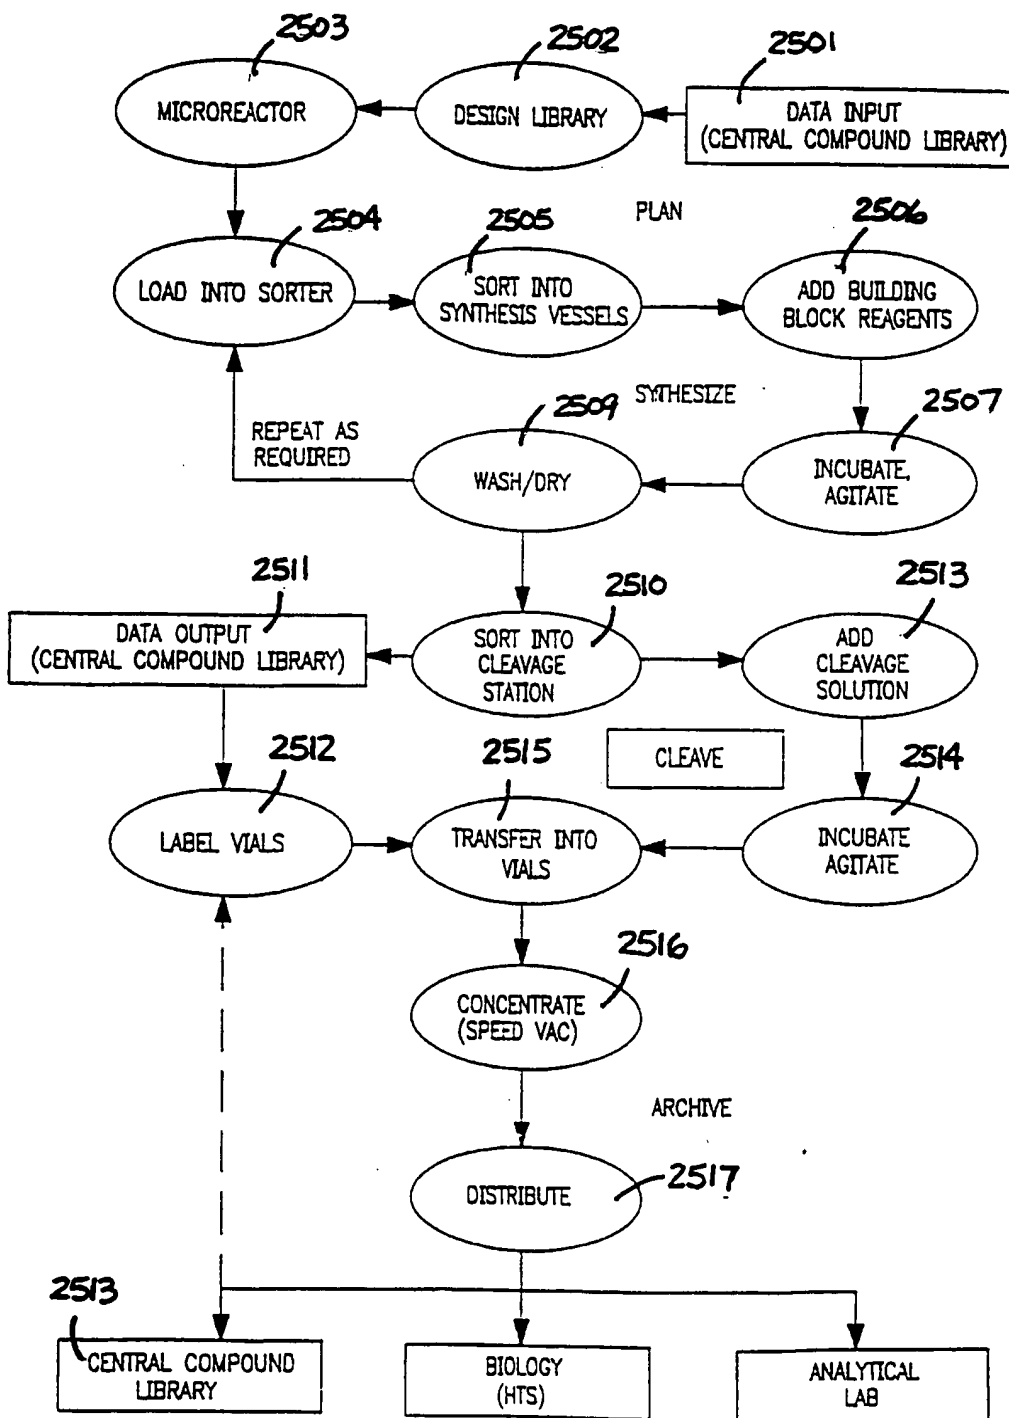 2503
2502
2501
MICROREACTOR
DESIGN LIBRARY
DATA INPUT
(CENTRAL COMPOUND LIBRARY)
PLAN
2504
2505
2506
LOAD INTO SORTER
SORT INTO
SYNTHESIS VESSELS
ADD BUILDING
BLOCK REAGENTS
SYTHESIZE
2509
2507
REPEAT AS
REQUIRED
WASH/DRY
INCUBATE,
AGITATE
2511
2510
2513
DATA OUTPUT
(CENTRAL COMPOUND LIBRARY)
SORT INTO
CLEAVAGE
STATION
ADD
CLEAVAGE
SOLUTION
CLEAVE
2512
2515
2514
LABEL VIALS
TRANSFER INTO
VIALS
INCUBATE
AGITATE
2516
CONCENTRATE
(SPEED VAC)
ARCHIVE
2517
DISTRIBUTE
2513
CENTRAL COMPOUND
LIBRARY
BIOLOGY
(HTS)
ANALYTICAL
LAB